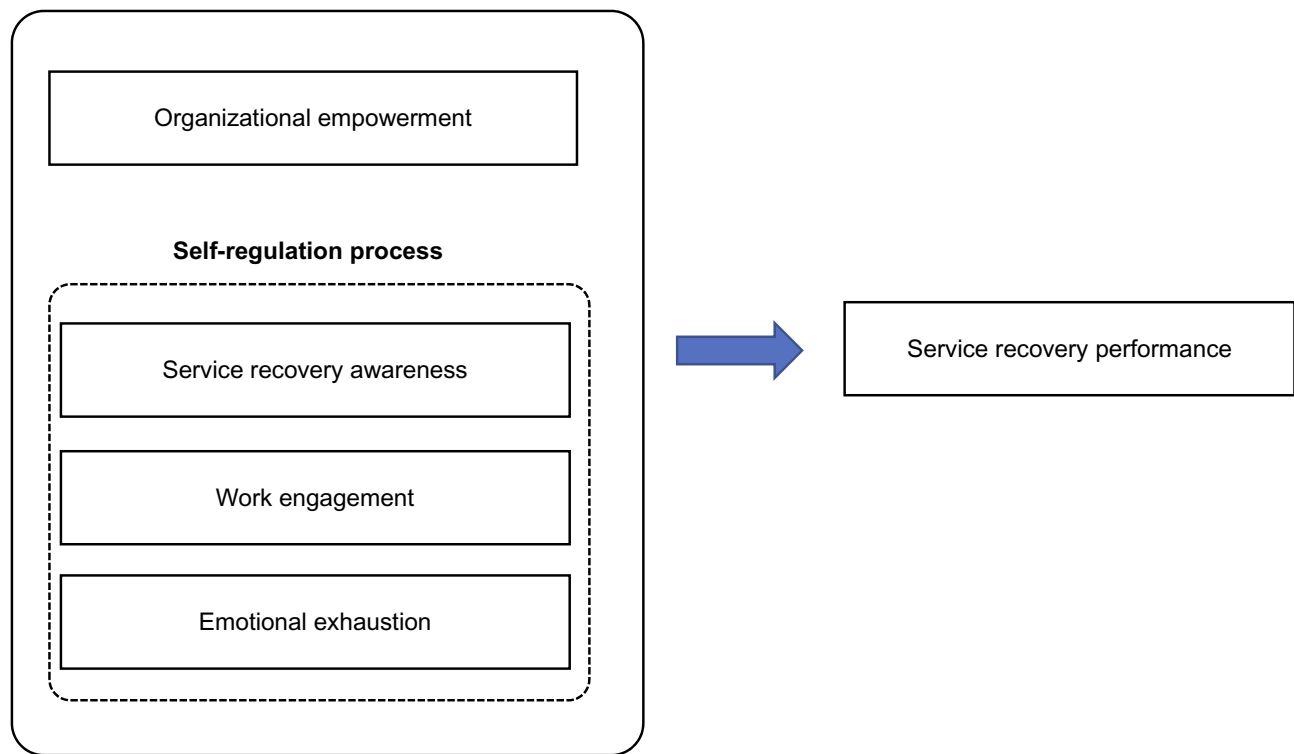 Organizational empowerment
Self-regulation process
Service recovery awareness
Work engagement
Emotional exhaustion
Service recovery performance